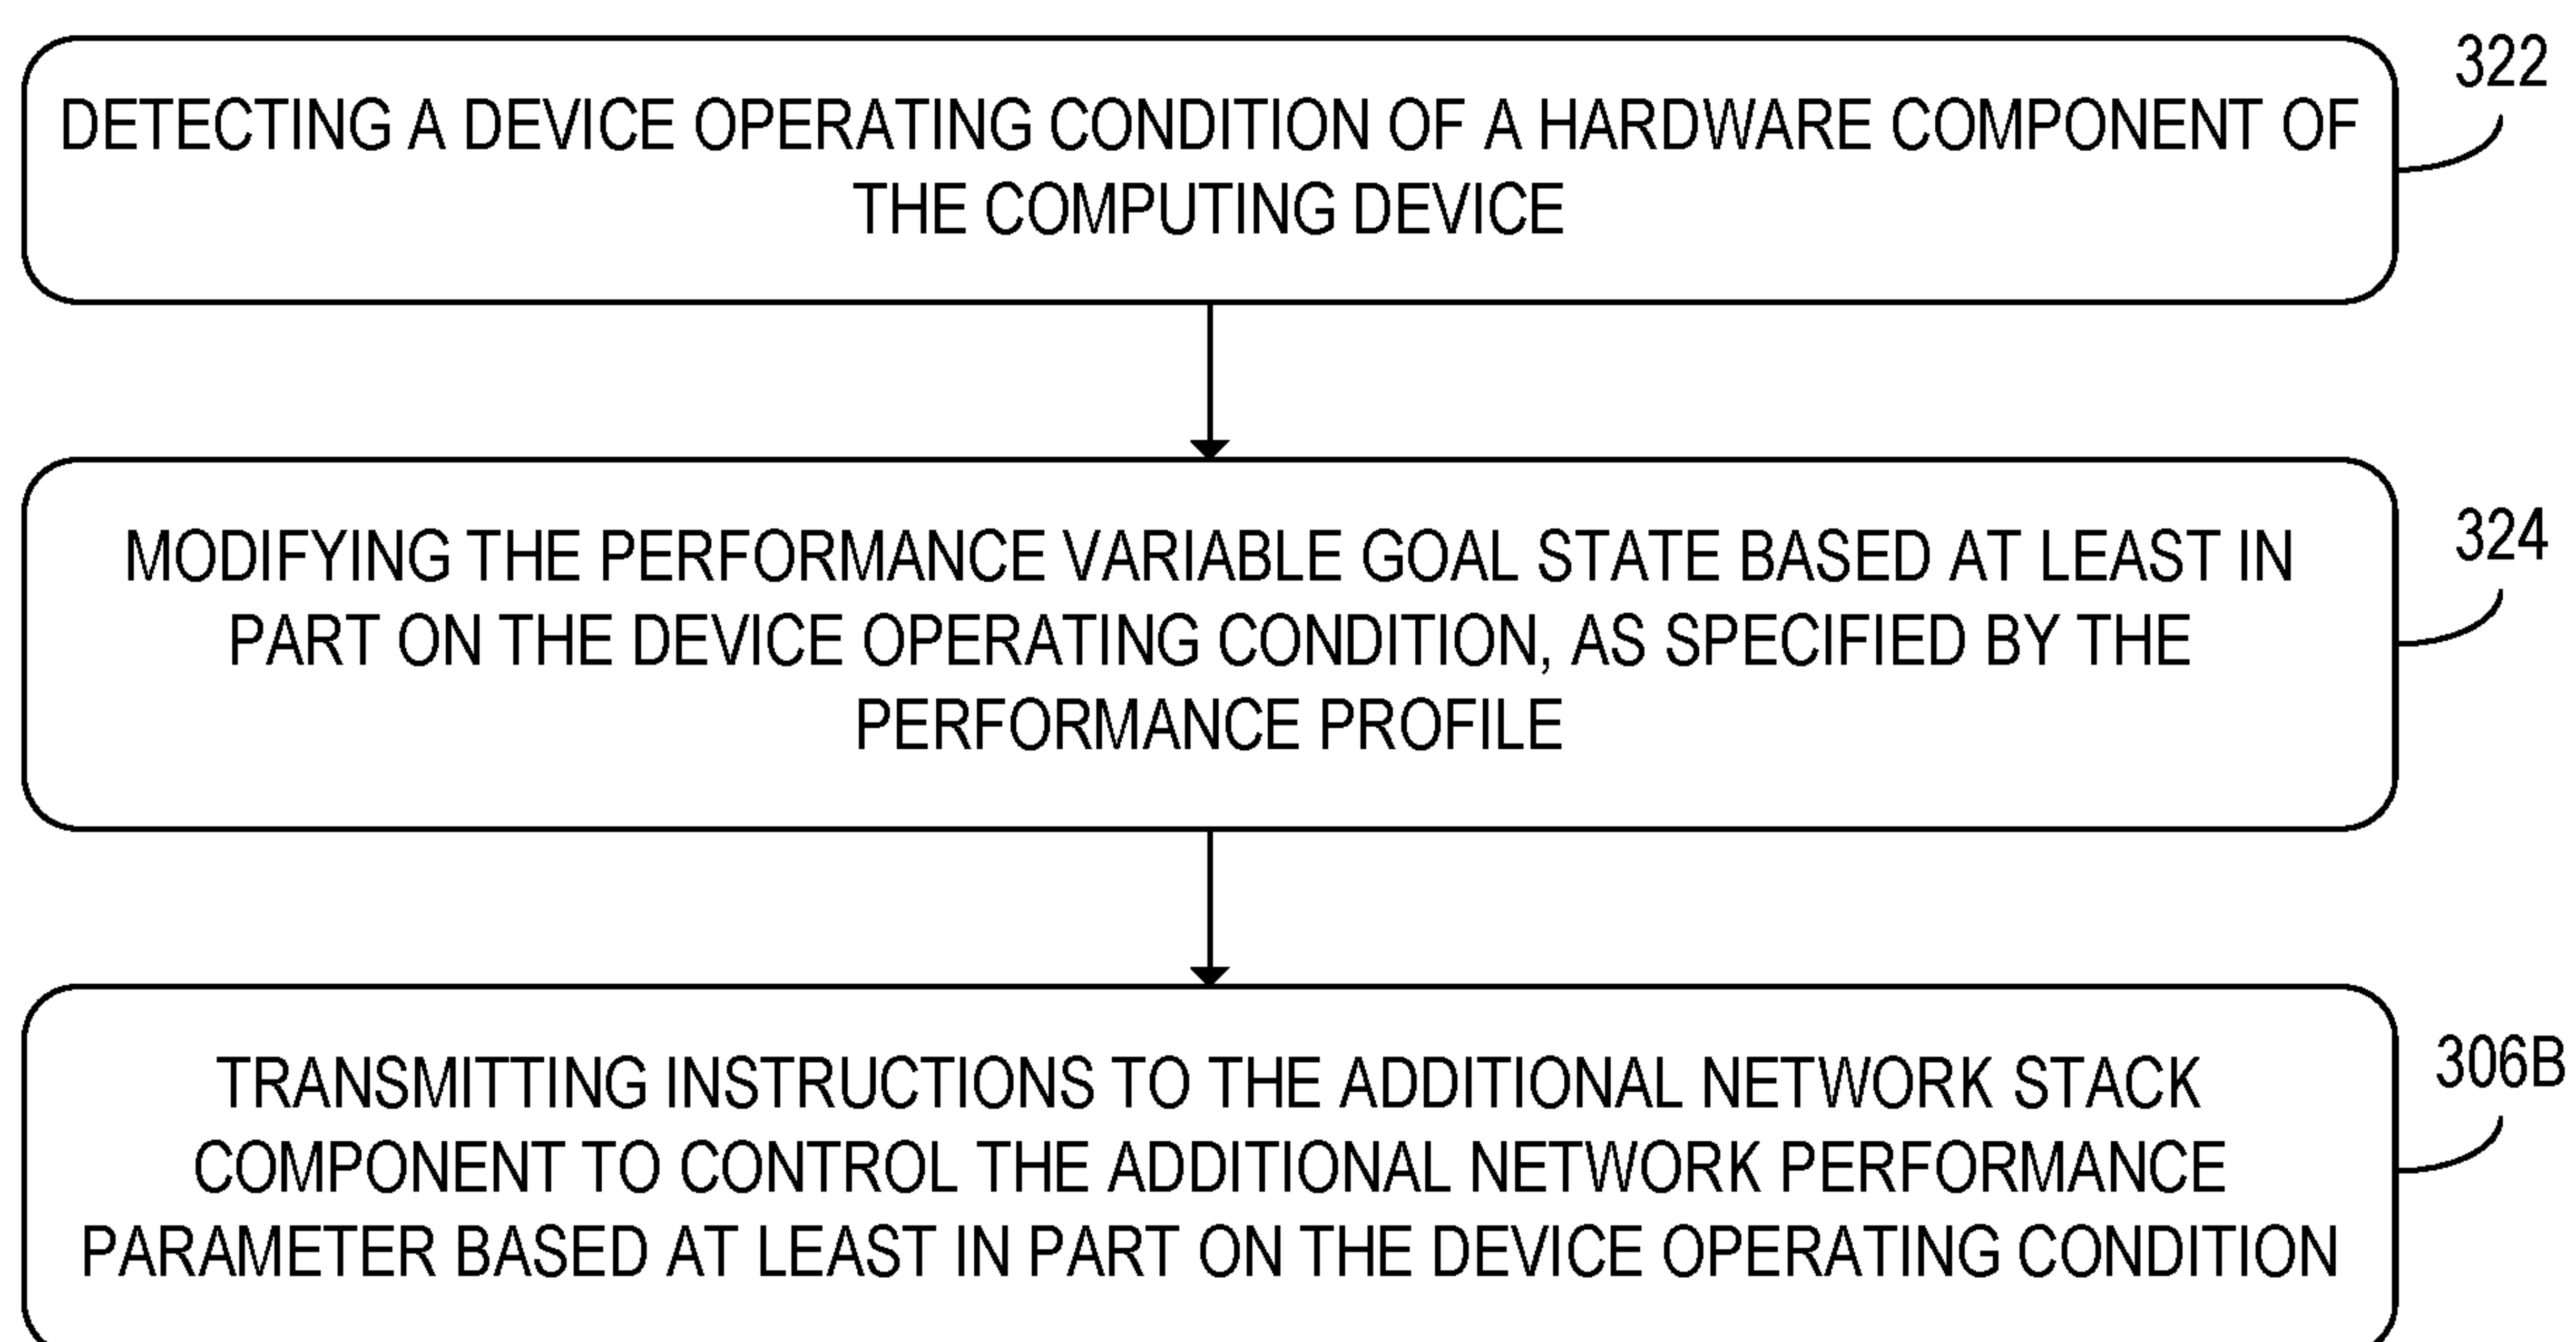 322
DETECTING A DEVICE OPERATING CONDITION OF A HARDWARE COMPONENT OF
THE COMPUTING DEVICE
324
MODIFYING THE PERFORMANCE VARIABLE GOAL STATE BASED AT LEAST IN
PART ON THE DEVICE OPERATING CONDITION, AS SPECIFIED BY THE
PERFORMANCE PROFILE
306B
TRANSMITTING INSTRUCTIONS TO THE ADDITIONAL NETWORK STACK
COMPONENT TO CONTROL THE ADDITIONAL NETWORK PERFORMANCE
PARAMETER BASED AT LEAST IN PART ON THE DEVICE OPERATING CONDITION